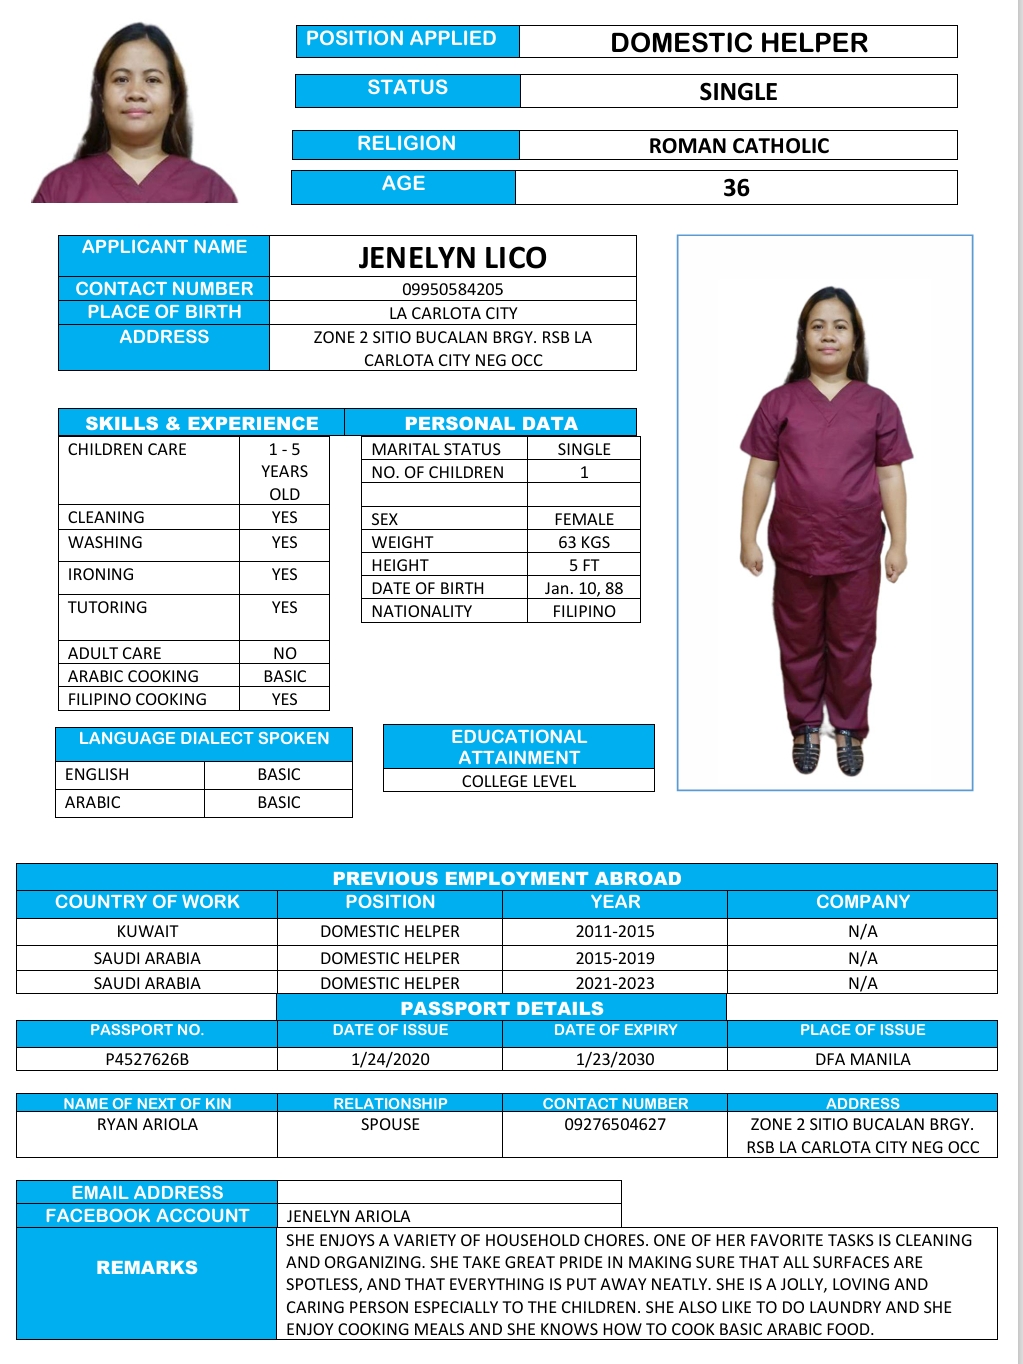 POSITION APPLIED DOMESTIC HELPER
STATUS SINGLE
RELIGION ROMAN CATHOLIC
AGE 36
APPLICANT NAME JENELYN LICO
CONTACT NUMBER 09950584205
PLACE OF BIRTH LA CARLOTA CITY
ADDRESS ZONE 2 SITIO BUCALAN BRGY. RSB LA
CARLOTA CITY NEG OCC
SKILLS & EXPERIENCE
CHILDREN CARE 1 - 5
YEARS
OLD
CLEANING YES
WASHING YES
IRONING YES
TUTORING YES
ADULT CARE NO
ARABIC COOKING BASIC
FILIPINO COOKING YES
PERSONAL DATA
MARITAL STATUS SINGLE
NO. OF CHILDREN 1
SEX FEMALE
WEIGHT 63 KGS
HEIGHT 5 FT
DATE OF BIRTH Jan. 10, 88
NATIONALITY FILIPINO
LANGUAGE DIALECT SPOKEN
ENGLISH BASIC
ARABIC BASIC
EDUCATIONAL
ATTAINMENT
COLLEGE LEVEL
PREVIOUS EMPLOYMENT ABROAD
COUNTRY OF WORK POSITION YEAR COMPANY
KUWAIT DOMESTIC HELPER 2011-2015 N/A
SAUDI ARABIA DOMESTIC HELPER 2015-2019 N/A
SAUDI ARABIA DOMESTIC HELPER 2021-2023 N/A
PASSPORT DETAILS
PASSPORT NO. DATE OF ISSUE DATE OF EXPIRY PLACE OF ISSUE
P4527626B 1/24/2020 1/23/2030 DFA MANILA
NAME OF NEXT OF KIN RELATIONSHIP CONTACT NUMBER ADDRESS
RYAN ARIOLA SPOUSE 09276504627 ZONE 2 SITIO BUCALAN BRGY.
RSB LA CARLOTA CITY NEG OCC
EMAIL ADDRESS
FACEBOOK ACCOUNT JENELYN ARIOLA
REMARKS
SHE ENJOYS A VARIETY OF HOUSEHOLD CHORES. ONE OF HER FAVORITE TASKS IS CLEANING
AND ORGANIZING. SHE TAKE GREAT PRIDE IN MAKING SURE THAT ALL SURFACES ARE
SPOTLESS, AND THAT EVERYTHING IS PUT AWAY NEATLY. SHE IS A JOLLY, LOVING AND
CARING PERSON ESPECIALLY TO THE CHILDREN. SHE ALSO LIKE TO DO LAUNDRY AND SHE
ENJOY COOKING MEALS AND SHE KNOWS HOW TO COOK BASIC ARABIC FOOD.